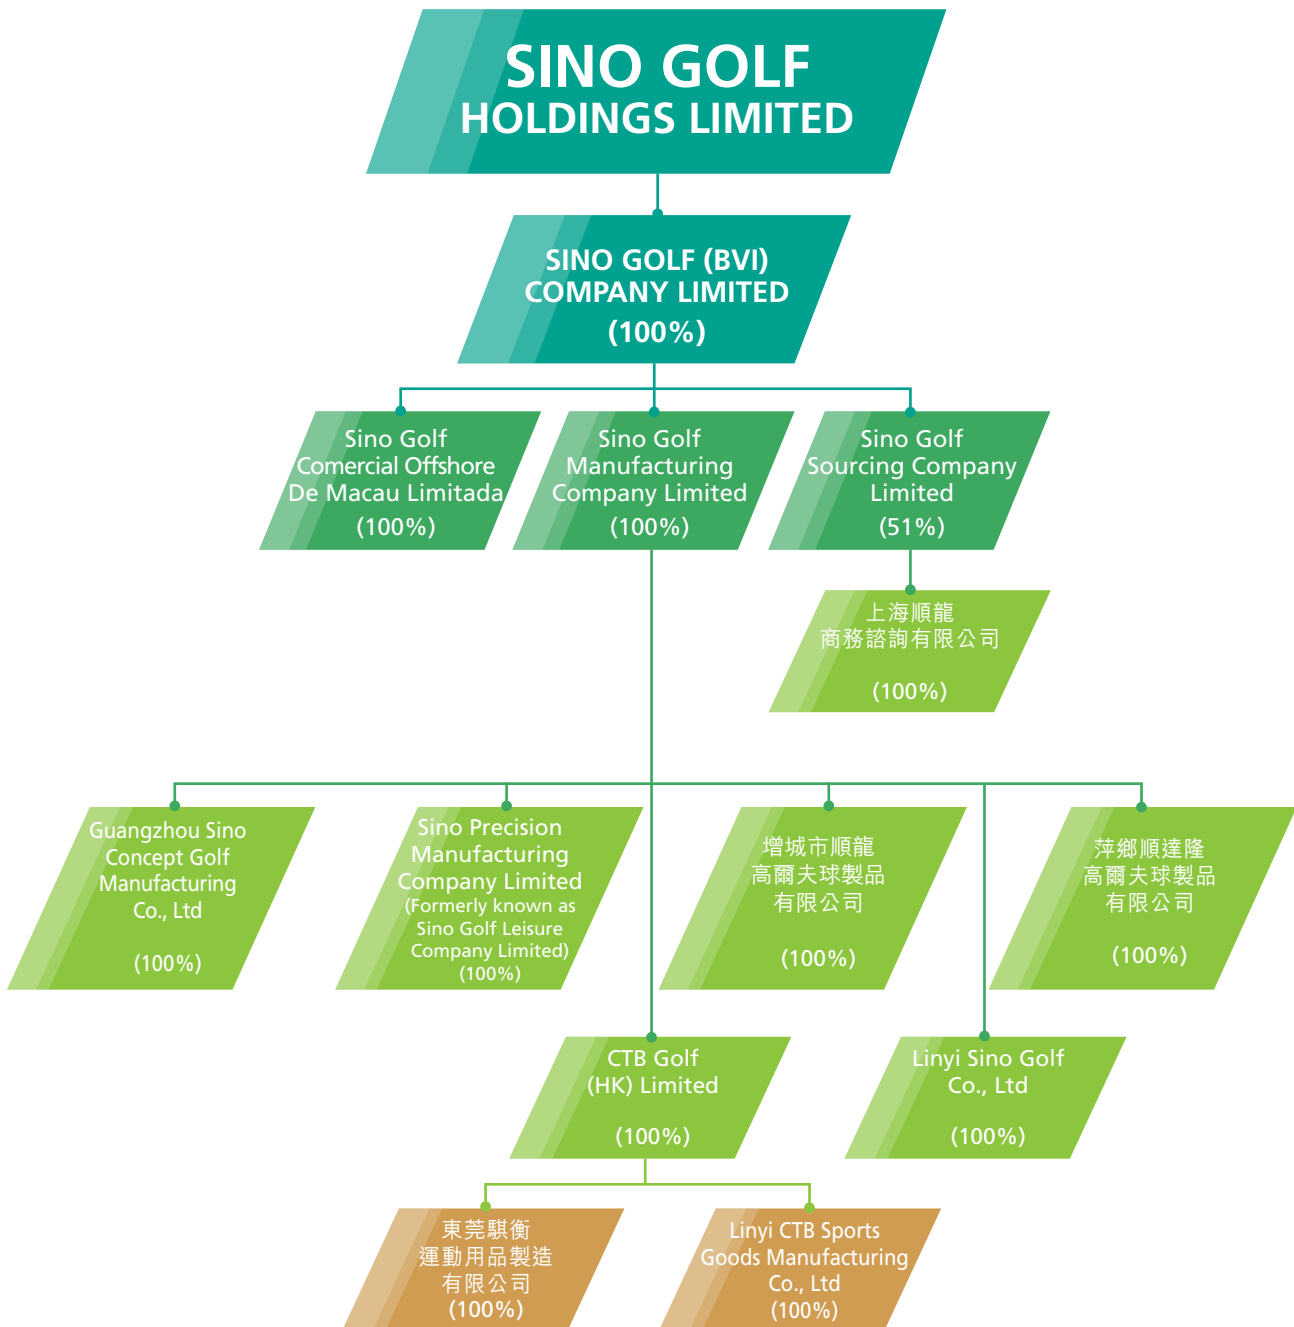 SINO GOLF
HOLDINGS LIMITED
SINO GOLF (BVI)
COMPANY LIMITED
(100%)
Sino Golf
Comercial Offshore
De Macau Limitada
(100%)
Sino Golf
Manufacturing
Company Limited
(100%)
Sino Golf
Sourcing Company
Limited
(51%)
上海順龍
商務諮詢有限公司
(100%)
Guangzhou Sino
Concept Golf
Manufacturing
Co., Ltd
(100%)
Sino Precision
Manufacturing
Company Limited
(Formerly known as
Sino Golf Leisure
Company Limited)
(100%)
增城市順龍
高爾夫球製品
有限公司
(100%)
萍鄉順達隆
高爾夫球製品
有限公司
(100%)
CTB Golf
(HK) Limited
(100%)
Linyi Sino Golf
Co., Ltd
(100%)
東莞騏衡
運動用品製造
有限公司
(100%)
Linyi CTB Sports
Goods Manufacturing
Co., Ltd
(100%)